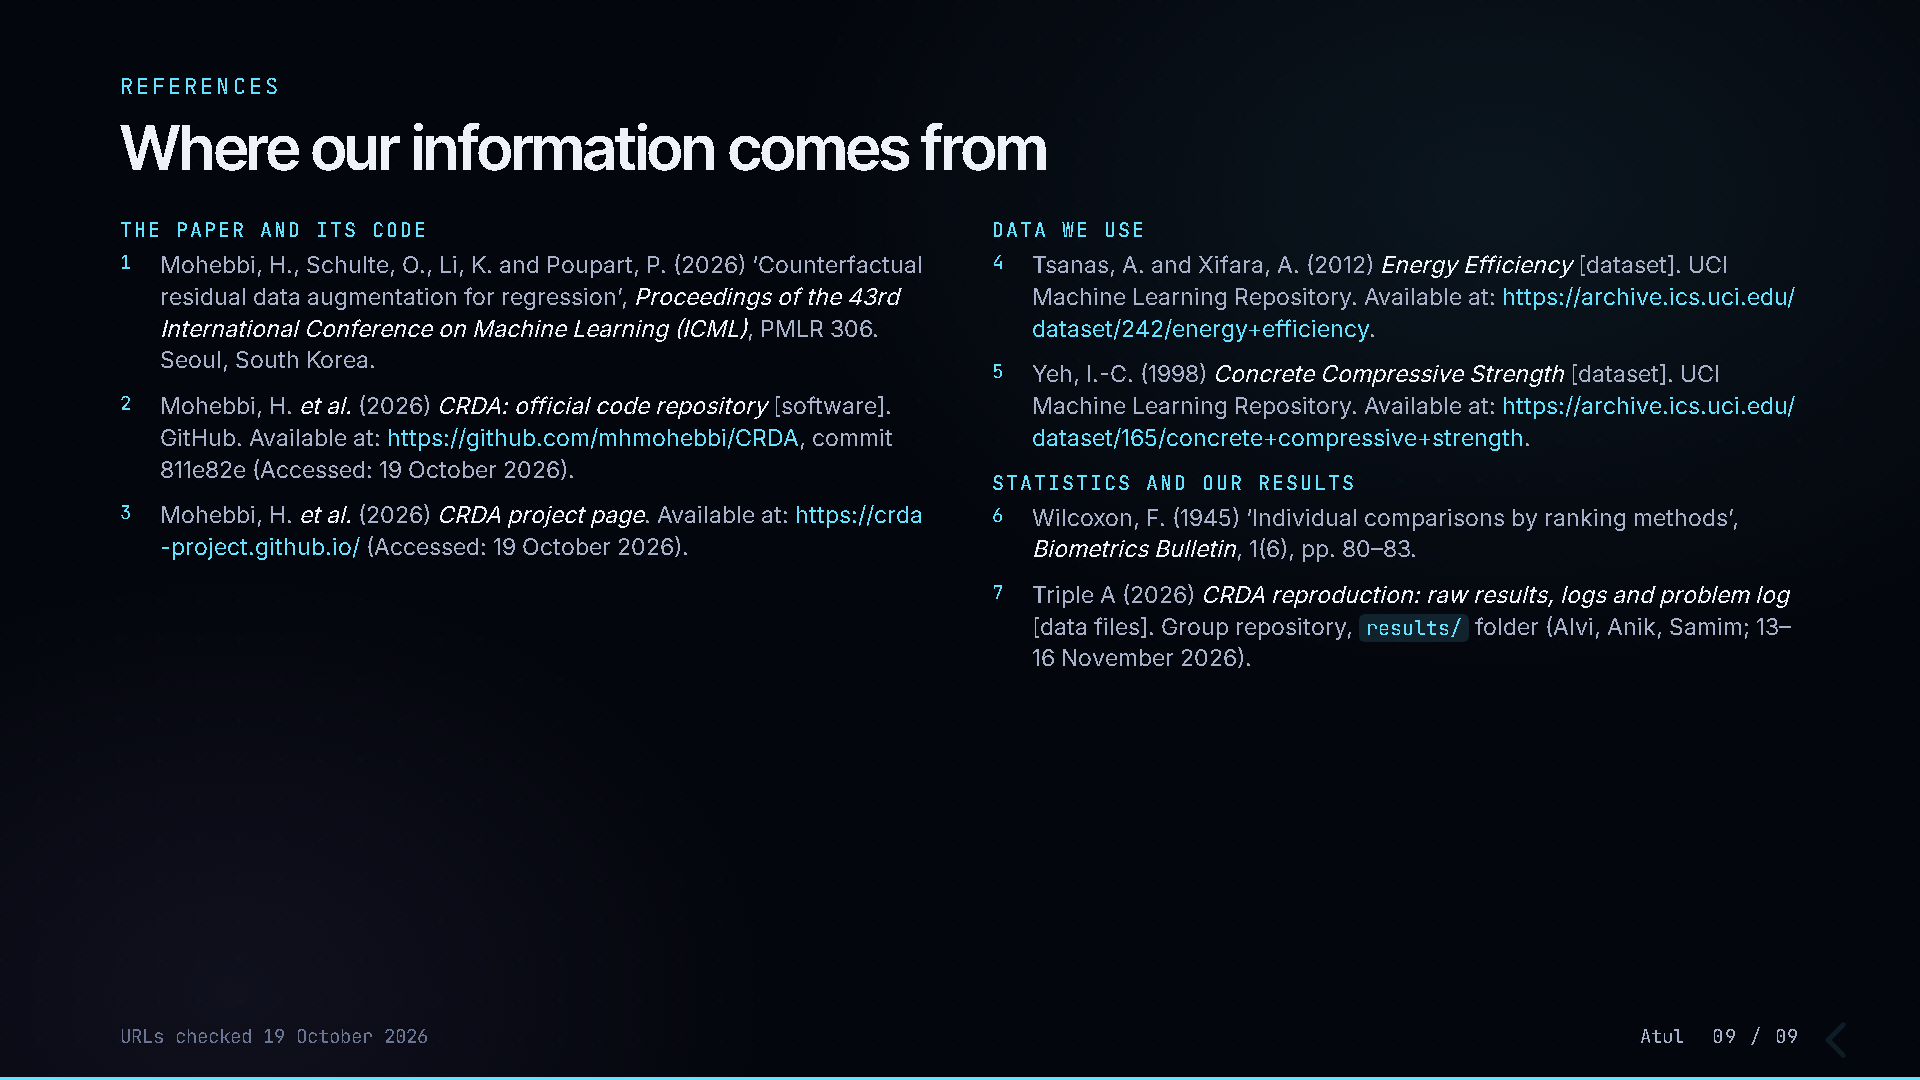 REFERENCES
Where our information comes from
THE PAPER AND ITS CODE
1 Mohebbi, H., Schulte, O., Li, K. and Poupart, P. (2026) ‘Counterfactual
residual data augmentation for regression’, Proceedings of the 43rd
International Conference on Machine Learning (ICML), PMLR 306.
Seoul, South Korea.
2 Mohebbi, H. et al. (2026) CRDA: official code repository [software].
GitHub. Available at: https://github.com/mhmohebbi/CRDA, commit
811e82e (Accessed: 19 October 2026).
3 Mohebbi, H. et al. (2026) CRDA project page. Available at: https://crda
-project.github.io/ (Accessed: 19 October 2026).
DATA WE USE
4 Tsanas, A. and Xifara, A. (2012) Energy Efficiency [dataset]. UCI
Machine Learning Repository. Available at: https://archive.ics.uci.edu/
dataset/242/energy+efficiency.
5 Yeh, I.-C. (1998) Concrete Compressive Strength [dataset]. UCI
Machine Learning Repository. Available at: https://archive.ics.uci.edu/
dataset/165/concrete+compressive+strength.
STATISTICS AND OUR RESULTS
6 Wilcoxon, F. (1945) ‘Individual comparisons by ranking methods’,
Biometrics Bulletin, 1(6), pp. 80–83.
7 Triple A (2026) CRDA reproduction: raw results, logs and problem log
[data files]. Group repository, results/ folder (Alvi, Anik, Samim; 13–
16 November 2026).
URLs checked 19 October 2026
Atul 09 / 09